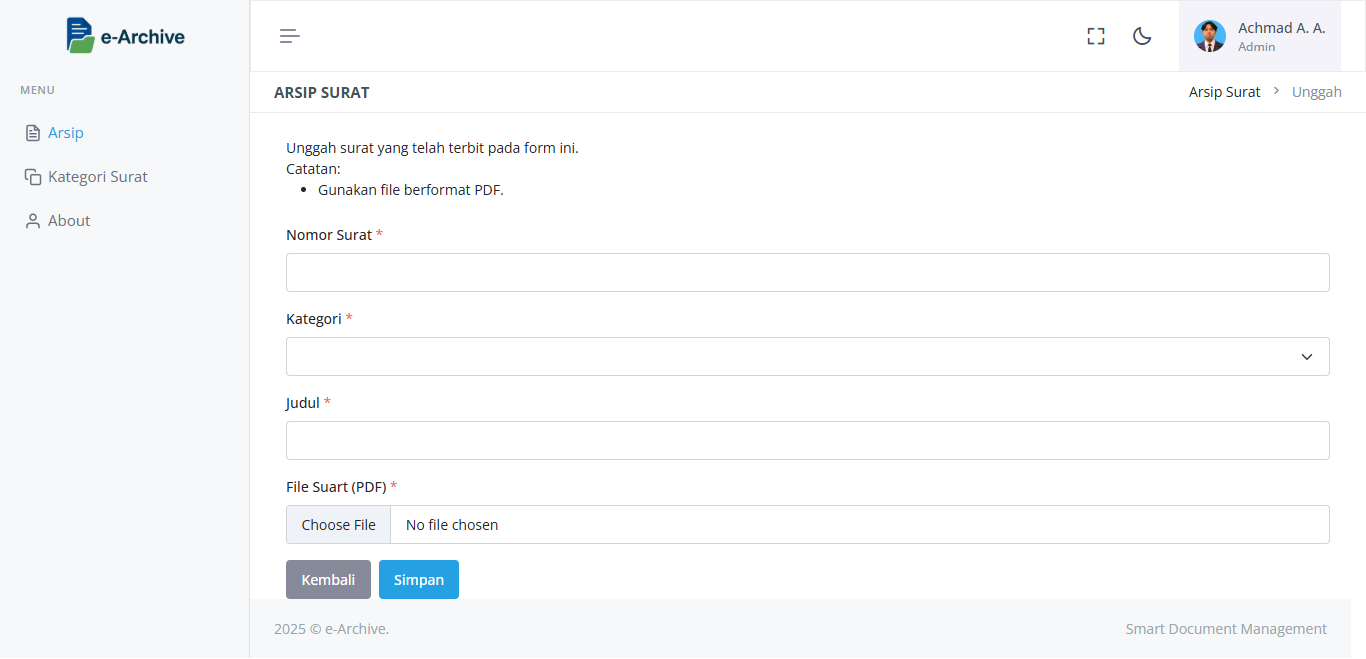 e-Archive
Achmad A. A.
Admin
MENU
ARSIP SURAT
Arsip Surat > Unggah
Arsip
Kategori Surat
About
Unggah surat yang telah terbit pada form ini.
Catatan:
• Gunakan file berformat PDF.
Nomor Surat *
Kategori *
Judul *
File Suart (PDF) *
Choose File No file chosen
Kembali Simpan
2025 © e-Archive.
Smart Document Management